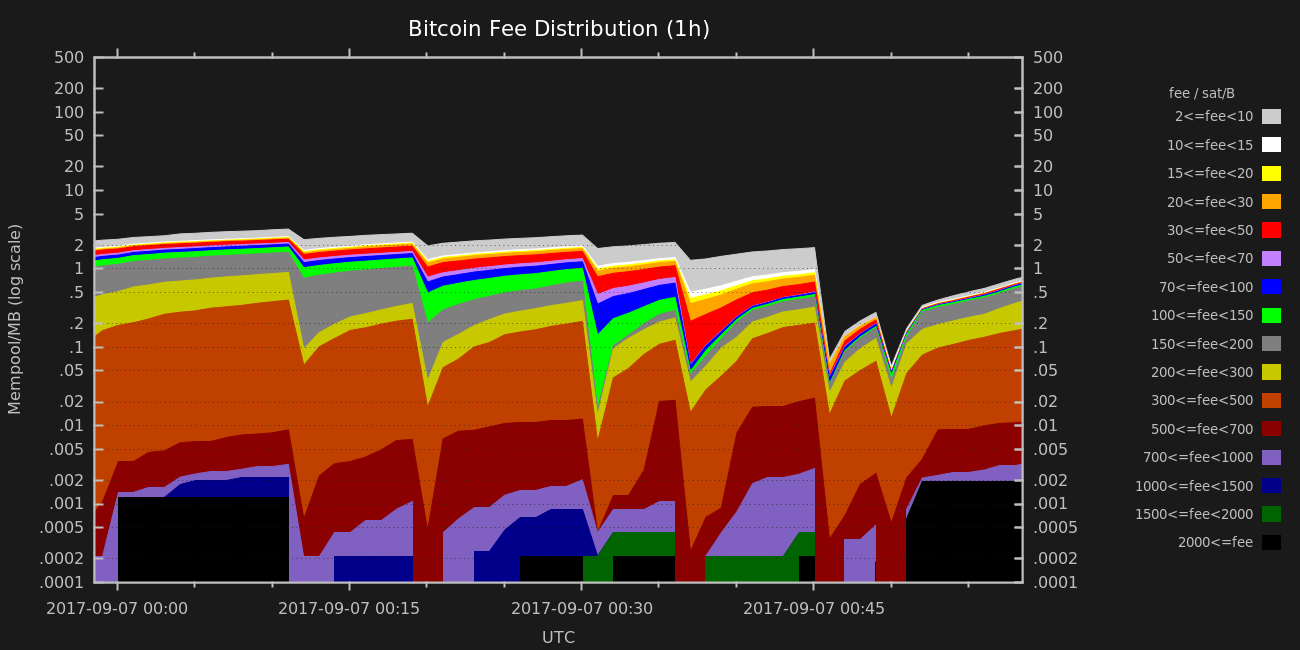 Bitcoin Fee Distribution (1h)
Mempool/MB (log scale)
500
200
100
50
20
10
5
2
1
.5
.2
.1
.05
.02
.01
.005
.002
.001
.0005
.0002
.0001
500
200
100
50
20
10
5
2
1
.5
.2
.1
.05
.02
.01
.005
.002
.001
.0005
.0002
.0001
2017-09-07 00:00
2017-09-07 00:15
2017-09-07 00:30
2017-09-07 00:45
UTC
fee / sat/B
2<=fee<10
10<=fee<15
15<=fee<20
20<=fee<30
30<=fee<50
50<=fee<70
70<=fee<100
100<=fee<150
150<=fee<200
200<=fee<300
300<=fee<500
500<=fee<700
700<=fee<1000
1000<=fee<1500
1500<=fee<2000
2000<=fee